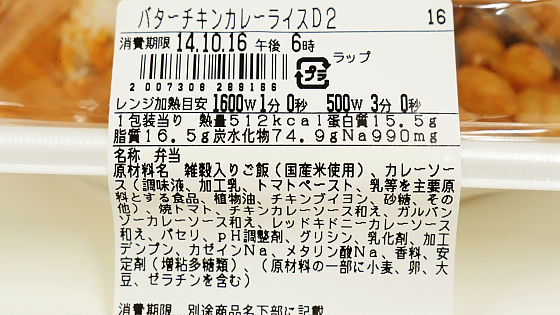 バターチキンカレーライスD2 16
消費期限 14.10.16 午後 6時
プラ ラップ
2 007308 289186
レンジ加熱目安 1600W 1分 0秒 500W 3分 0秒
1包装当り 熱量512kcal蛋白質15.5g
脂質16.5g炭水化物74.9gNa990mg
名称 弁当
原材料名 雑穀入りご飯(国産米使用)、カレーソー
ス(調味液、加工乳、トマトペースト、乳等を主要原
料とする食品、植物油、チキンブイヨン、砂糖、その
他)、焼トマト、チキンカレーソース和え、ガルバン
ゾーカレーソース和え、レッドキドニーカレーソー
ス和え、パセリ、pH調整剤、グリシン、乳化剤、加工
デンプン、カゼインNa、メタリン酸Na、香料、安
定剤(増粘多糖類)、(原材料の一部に小麦、卵、大
豆、ゼラチンを含む)
消費期限 別途商品名下部に記載